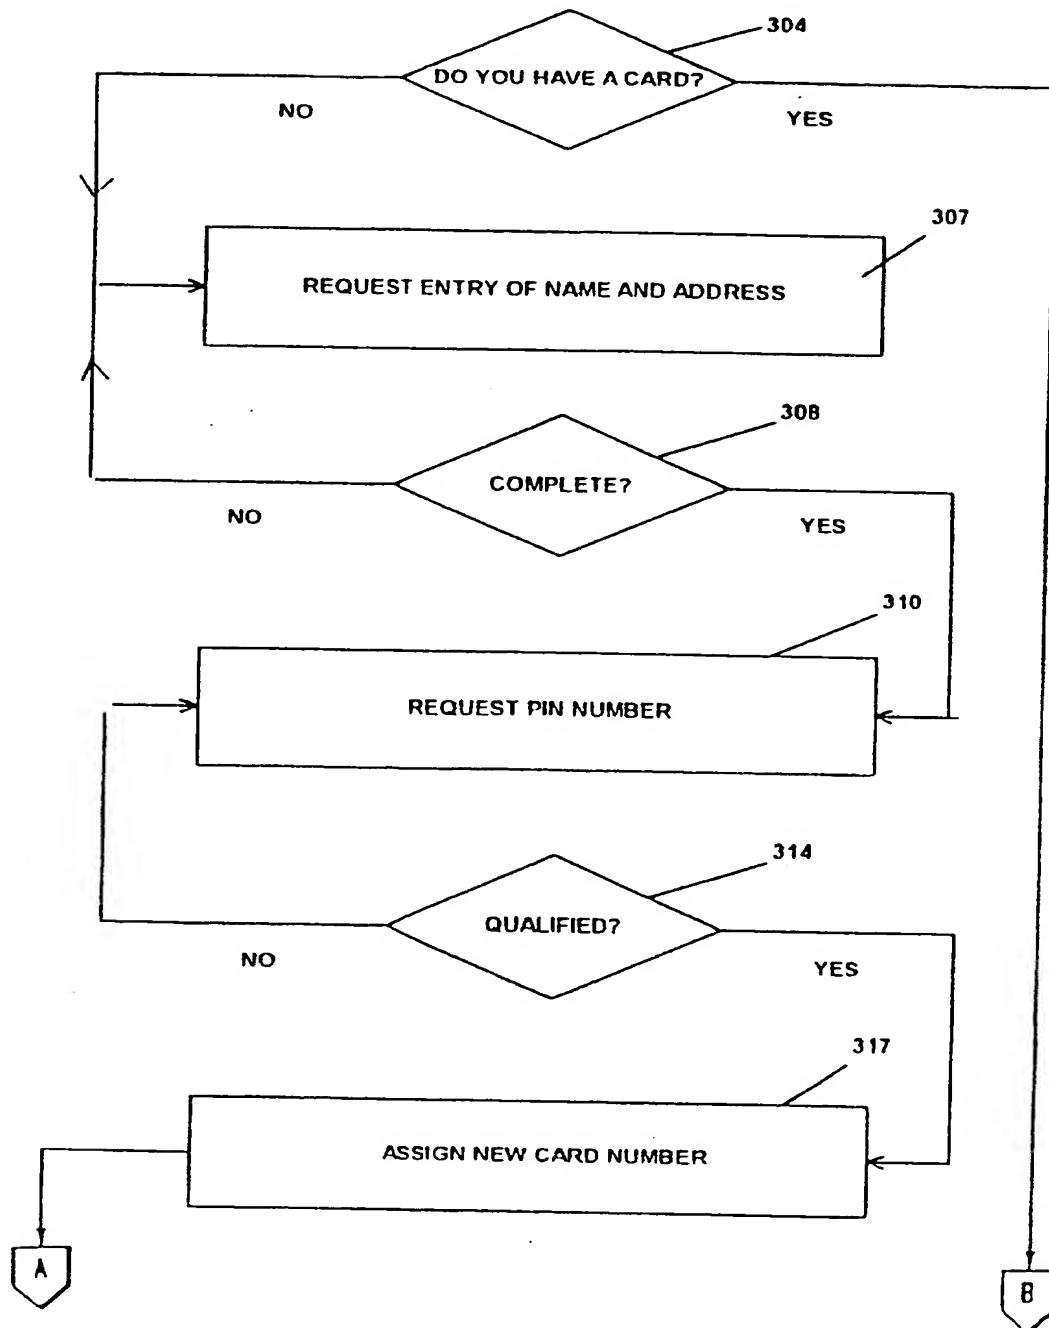 304
DO YOU HAVE A CARD?
NO
YES
307
REQUEST ENTRY OF NAME AND ADDRESS
308
COMPLETE?
NO
YES
310
REQUEST PIN NUMBER
314
QUALIFIED?
NO
YES
317
ASSIGN NEW CARD NUMBER
A
B